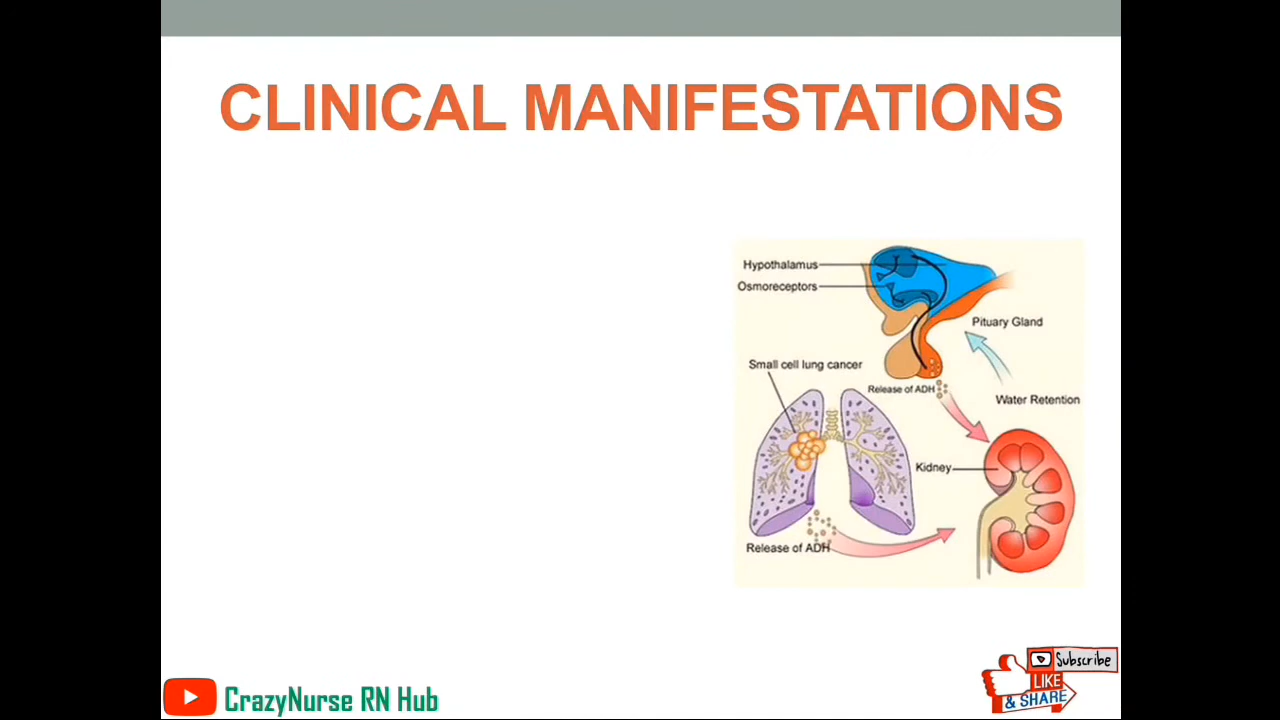 CLINICAL MANIFESTATIONS
Hypothalamus
Osmoreceptors
Pituary Gland
Small cell lung cancer
Release of ADH
Water Retention
Kidney
Release of ADH
CrazyNurse RN Hub
Subscribe
LIKE
& SHARE